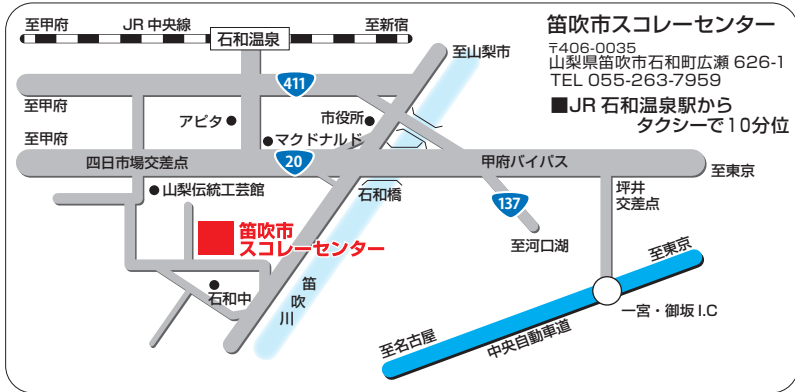 至甲府
JR 中央線
至新宿
石和温泉
至山梨市
笛吹市スコレーセンター
〒406-0035
山梨県笛吹市石和町広瀬 626-1
TEL 055-263-7959
■JR 石和温泉駅から
タクシーで10分位
411
至甲府
アピタ
市役所
マクドナルド
至甲府
四日市場交差点
20
甲府バイパス
至東京
山梨伝統工芸館
石和橋
137
坪井
交差点
笛吹市
スコレーセンター
至河口湖
至東京
石和中
笛吹川
一宮・御坂 I.C
至名古屋
中央自動車道